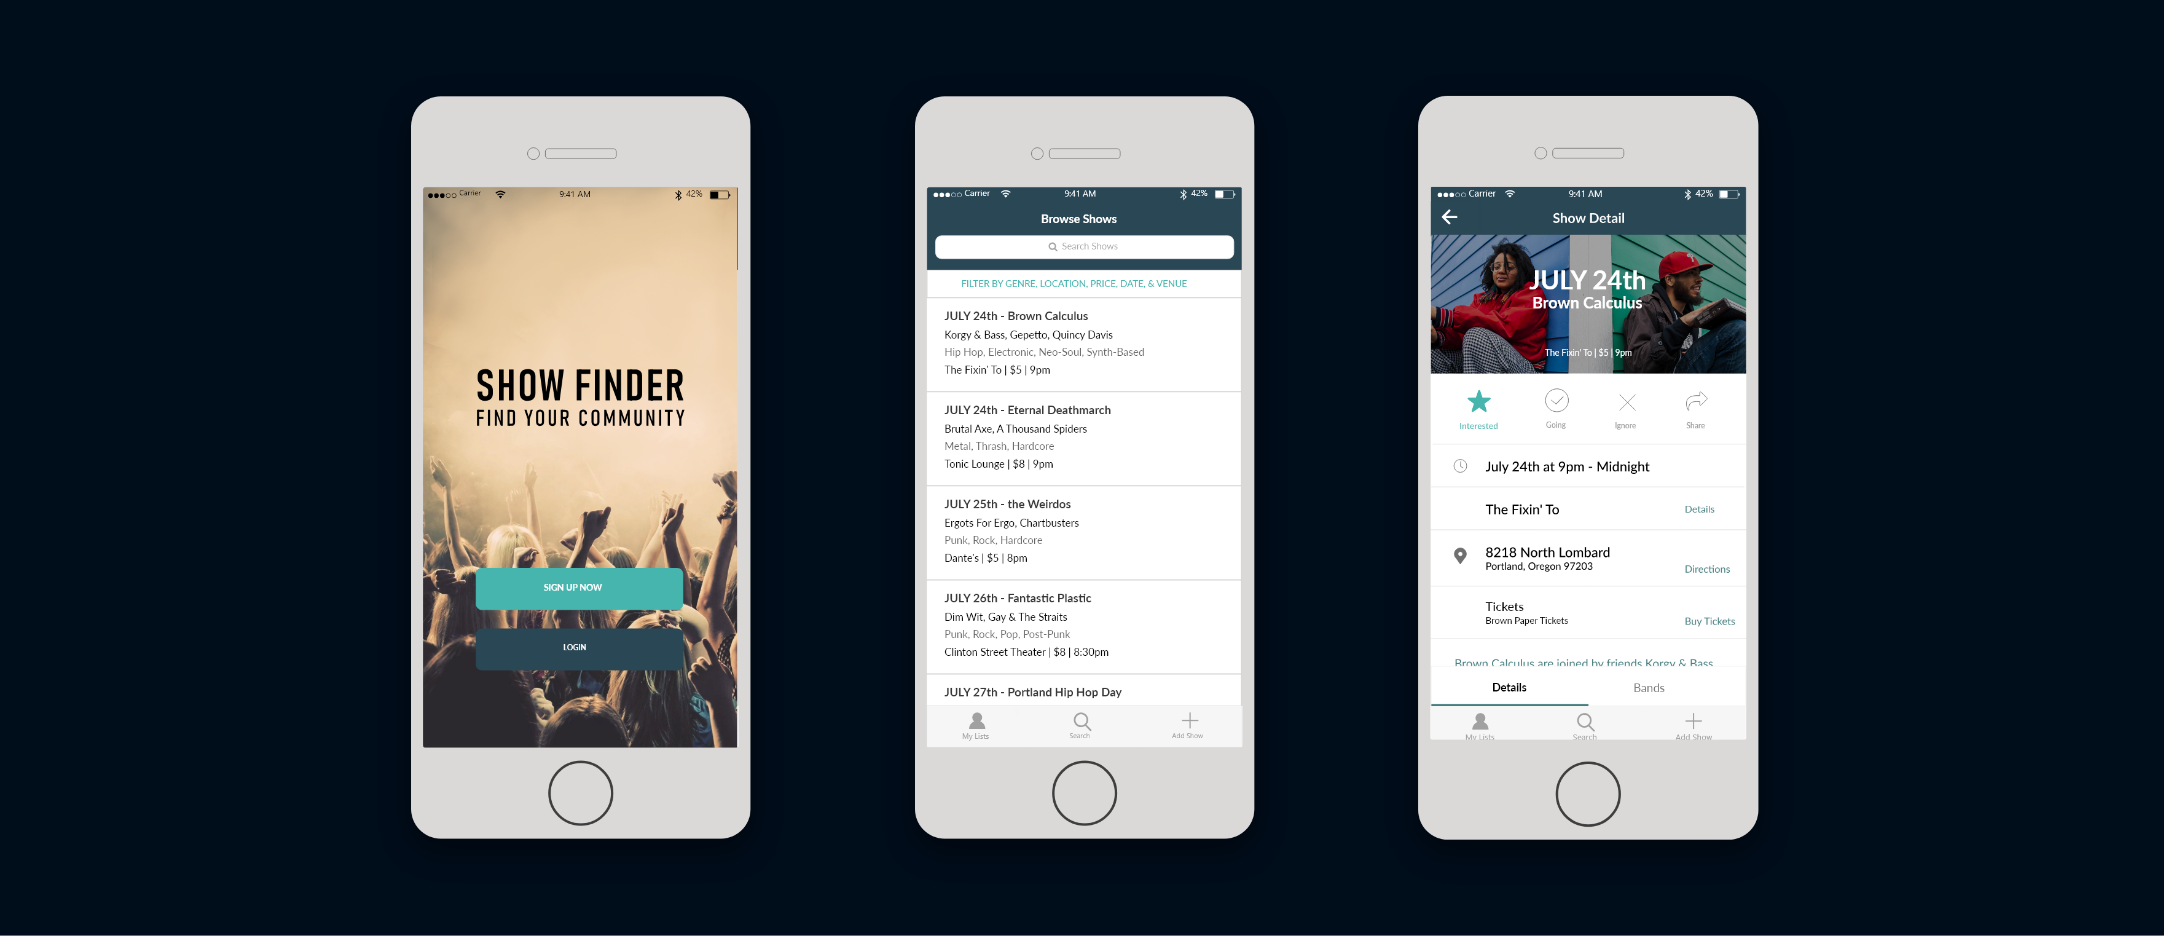 Carrier 9:41 AM 42%
SHOW FINDER
FIND YOUR COMMUNITY
SIGN UP NOW
LOGIN
Carrier 9:41 AM 42%
Browse Shows
Search Shows
FILTER BY GENRE, LOCATION, PRICE, DATE, & VENUE
JULY 24th - Brown Calculus
Korgy & Bass, Gepetto, Quincy Davis
Hip Hop, Electronic, Neo-Soul, Synth-Based
The Fixin' To | $5 | 9pm
JULY 24th - Eternal Deathmarch
Brutal Axe, A Thousand Spiders
Metal, Thrash, Hardcore
Tonic Lounge | $8 | 9pm
JULY 25th - the Weirdos
Ergots For Ergo, Chartbusters
Punk, Rock, Hardcore
Dante's | $5 | 8pm
JULY 26th - Fantastic Plastic
Dim Wit, Gay & The Straits
Punk, Rock, Pop, Post-Punk
Clinton Street Theater | $8 | 8:30pm
JULY 27th - Portland Hip Hop Day
My Lists Search Add Show
Carrier 9:41 AM 42%
Show Detail
JULY 24th
Brown Calculus
The Fixin' To | $5 | 9pm
Interested Going Ignore Share
July 24th at 9pm - Midnight
The Fixin' To Details
8218 North Lombard
Portland, Oregon 97203
Directions
Tickets
Brown Paper Tickets Buy Tickets
Brown Calculus are joined by friends Korgy & Bass
Details Bands
My Lists Search Add Show